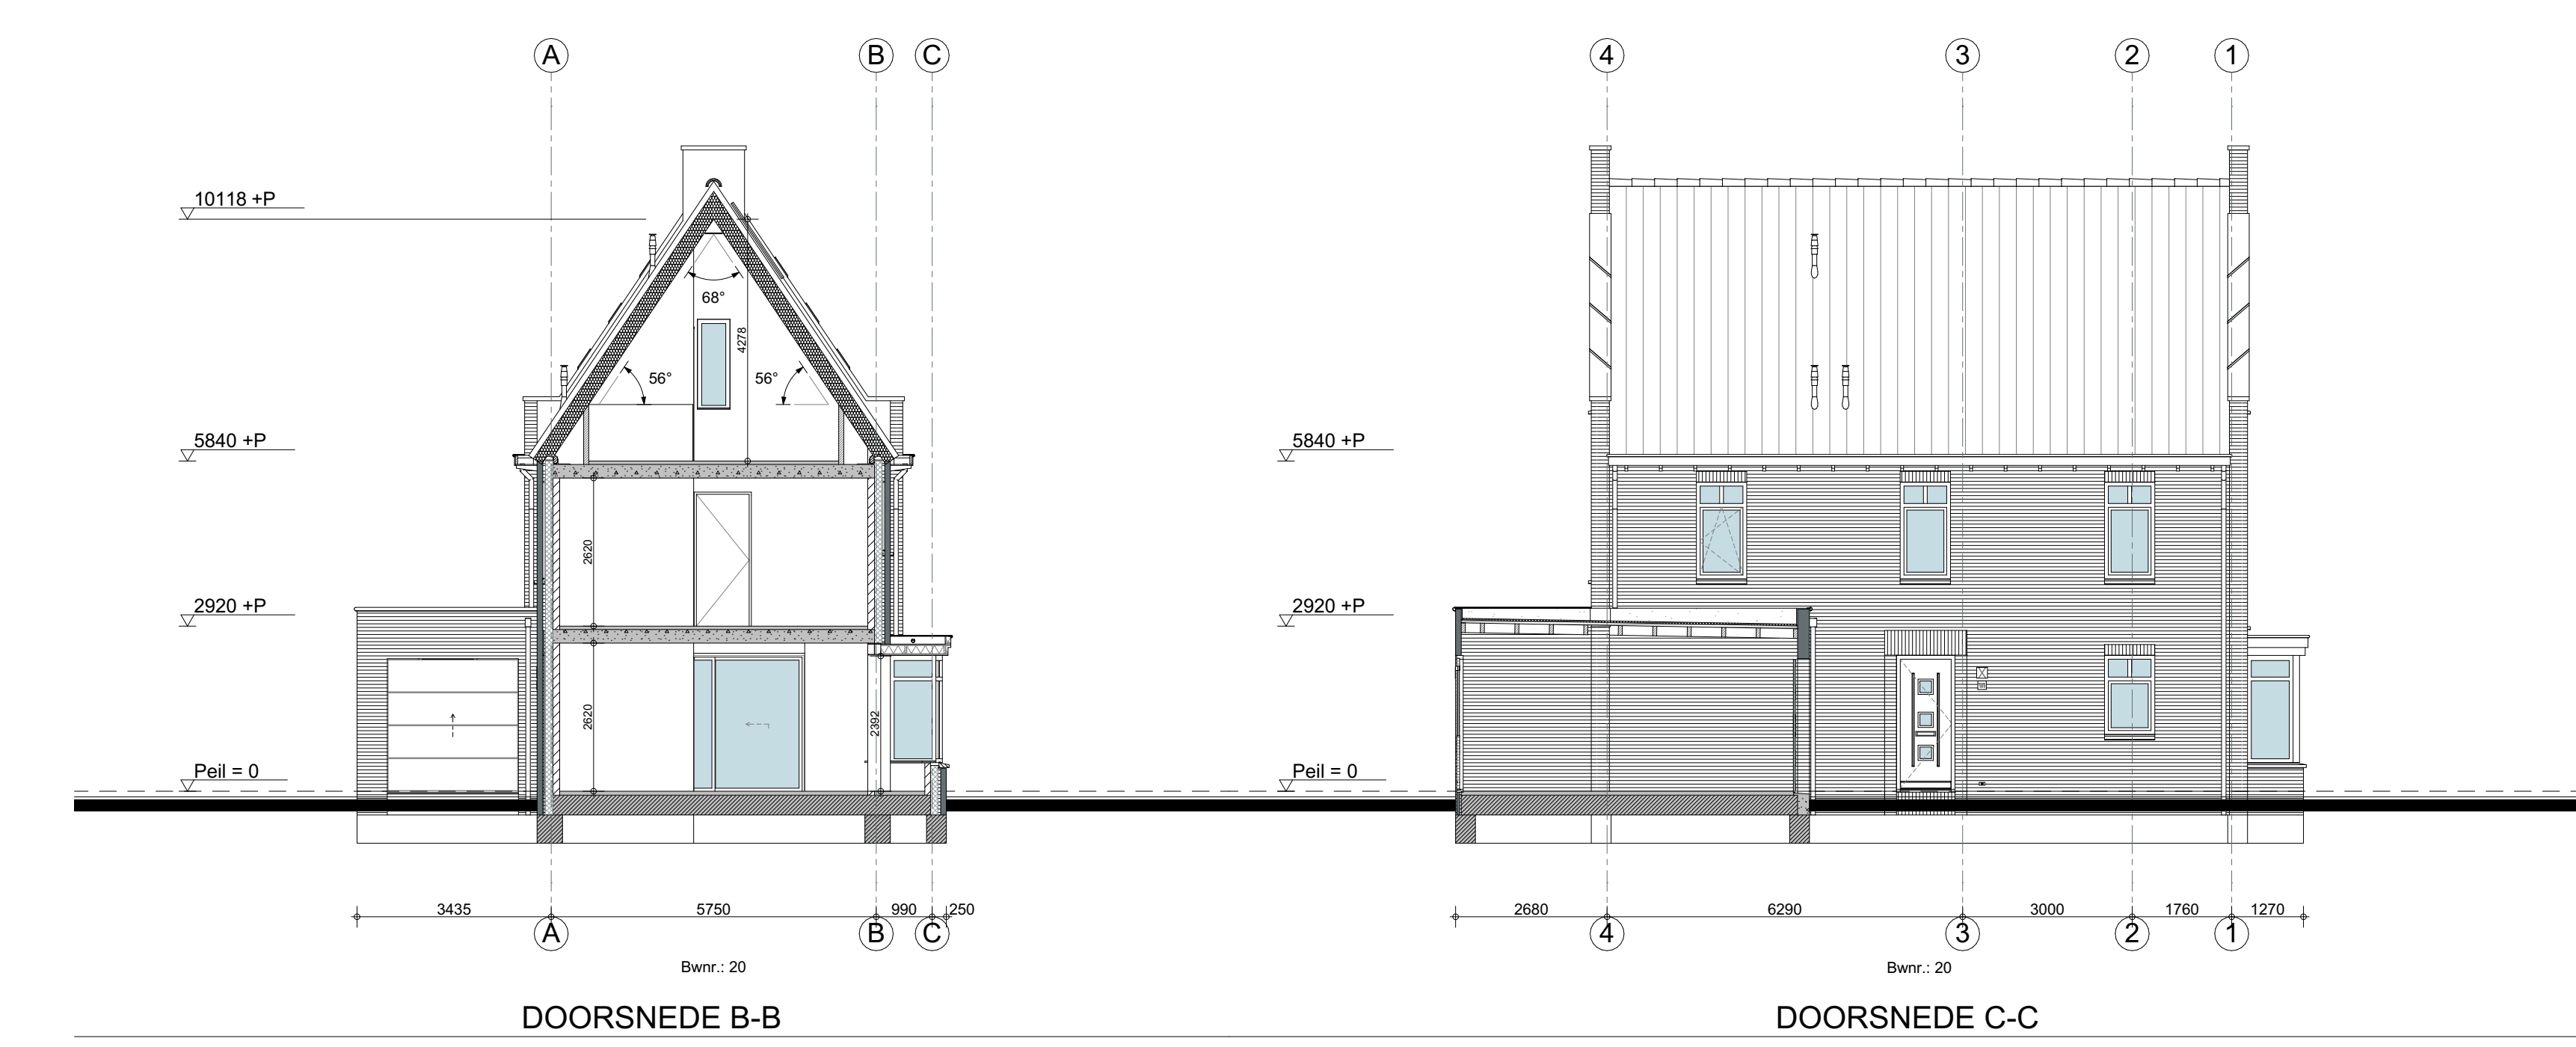 A B C
4 3 2 1
10118 +P
68°
4278
56° 56°
5840 +P
5840 +P
2620
2920 +P
2920 +P
2620
2392
Peil = 0
Peil = 0
3435 5750 990 250
2680 6290 3000 1760 1270
A B C
4 3 2 1
Bwnr.: 20
Bwnr.: 20
DOORSNEDE B-B
DOORSNEDE C-C